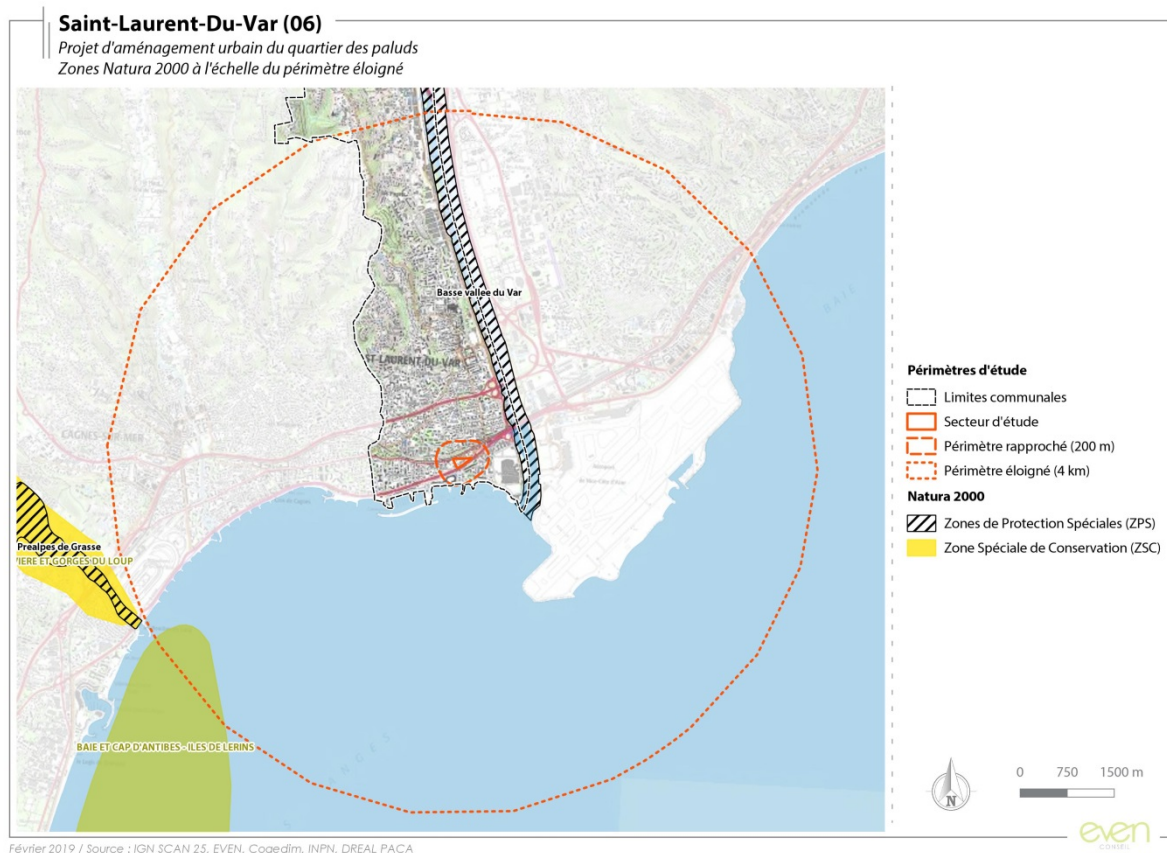 Saint-Laurent-Du-Var (06)
Projet d'aménagement urbain du quartier des paluds
Zones Natura 2000 à l'échelle du périmètre éloigné
Basse vallee du Var
ST-LAURENT-DU-VAR
CAGNES-SUR-MER
BAIE
Préalpes de Grasse
VIERE ET GORGES DU LOUP
BAIE ET CAP D'ANTIBES - ILES DE LERINS
Périmètres d'étude
Limites communales
Secteur d'étude
Périmètre rapproché (200 m)
Périmètre éloigné (4 km)
Natura 2000
Zones de Protection Spéciales (ZPS)
Zone Spéciale de Conservation (ZSC)
N
0 750 1500 m
even
CONSEIL
Février 2019 / Source : IGN SCAN 25, EVEN, Cogedim, INPN, DREAL PACA